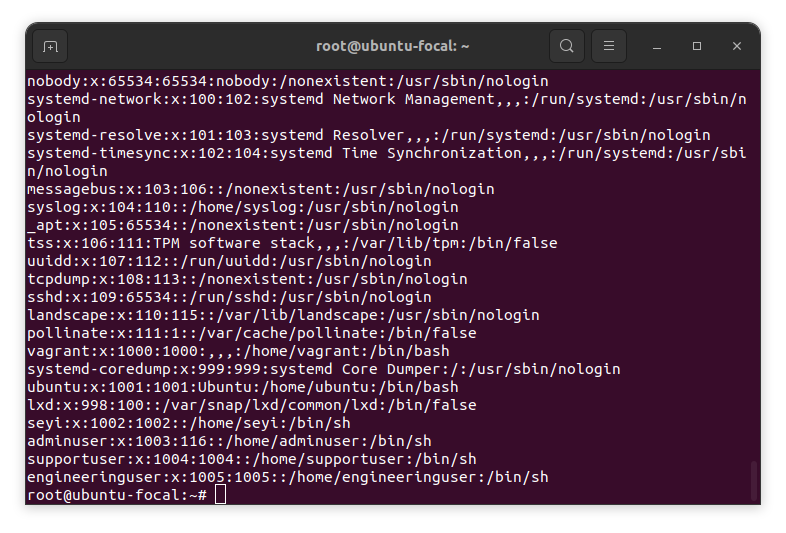 root@ubuntu-focal: ~
nobody:x:65534:65534:nobody:/nonexistent:/usr/sbin/nologin
systemd-network:x:100:102:systemd Network Management,,,:/run/systemd:/usr/sbin/n
ologin
systemd-resolve:x:101:103:systemd Resolver,,,:/run/systemd:/usr/sbin/nologin
systemd-timesync:x:102:104:systemd Time Synchronization,,,:/run/systemd:/usr/sbi
n/nologin
messagebus:x:103:106::/nonexistent:/usr/sbin/nologin
syslog:x:104:110::/home/syslog:/usr/sbin/nologin
_apt:x:105:65534::/nonexistent:/usr/sbin/nologin
tss:x:106:111:TPM software stack,,,:/var/lib/tpm:/bin/false
uuidd:x:107:112::/run/uuidd:/usr/sbin/nologin
tcpdump:x:108:113::/nonexistent:/usr/sbin/nologin
sshd:x:109:65534::/run/sshd:/usr/sbin/nologin
landscape:x:110:115::/var/lib/landscape:/usr/sbin/nologin
pollinate:x:111:1::/var/cache/pollinate:/bin/false
vagrant:x:1000:1000:,,,:/home/vagrant:/bin/bash
systemd-coredump:x:999:999:systemd Core Dumper:/:/usr/sbin/nologin
ubuntu:x:1001:1001:Ubuntu:/home/ubuntu:/bin/bash
lxd:x:998:100::/var/snap/lxd/common/lxd:/bin/false
seyi:x:1002:1002::/home/seyi:/bin/sh
adminuser:x:1003:116::/home/adminuser:/bin/sh
supportuser:x:1004:1004::/home/supportuser:/bin/sh
engineeringuser:x:1005:1005::/home/engineeringuser:/bin/sh
root@ubuntu-focal:~#